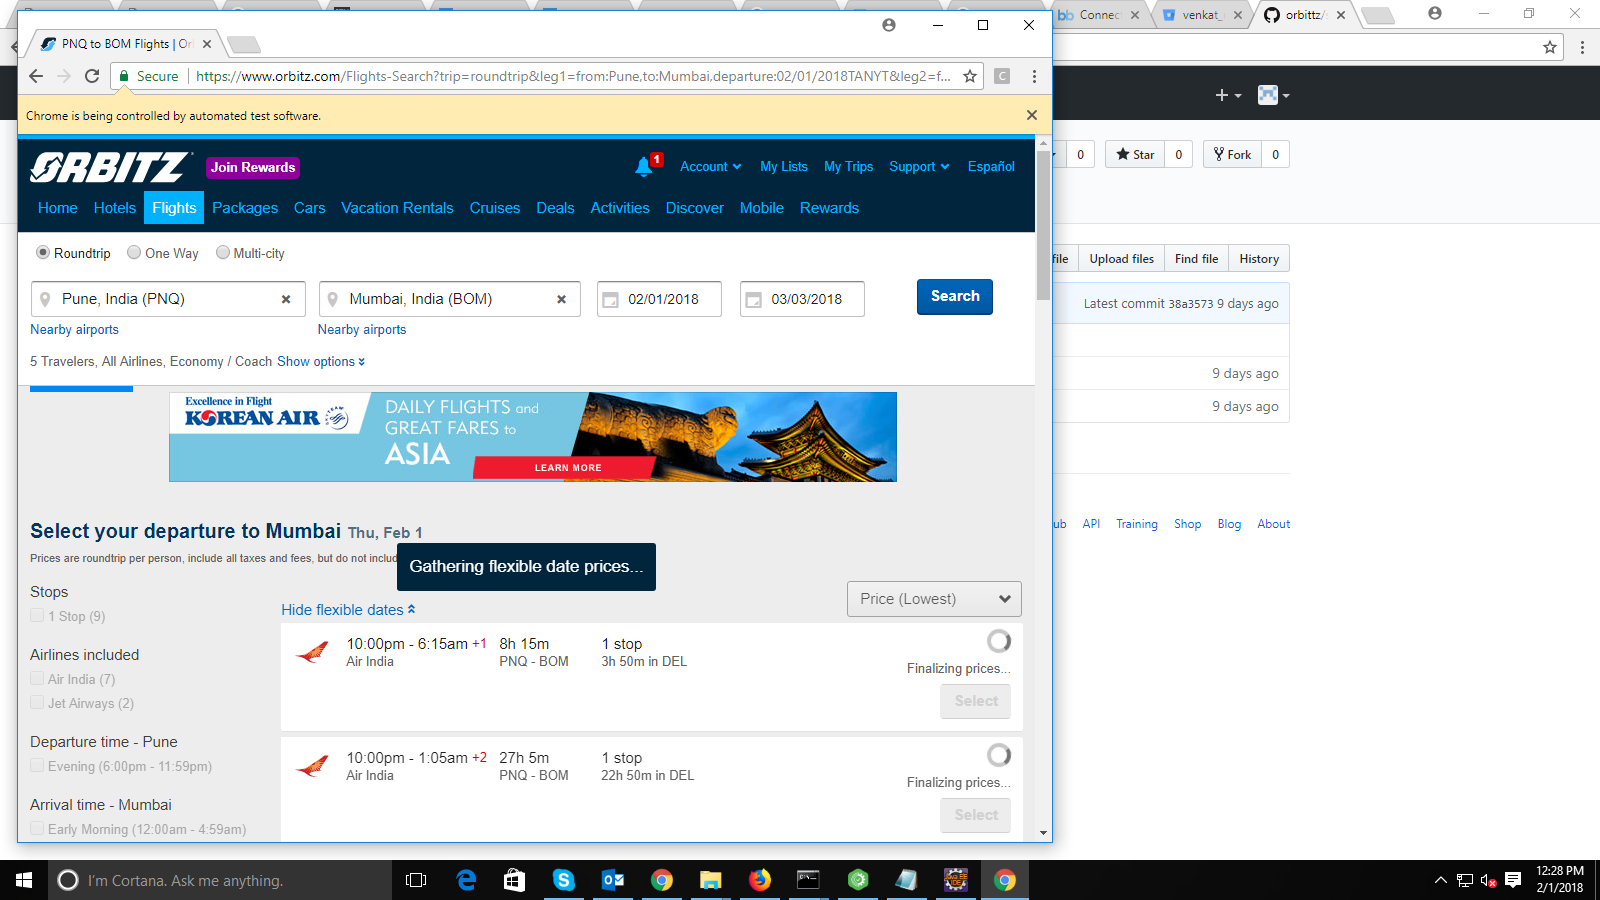 PNQ to BOM Flights | Or
Connect
venkat_
orbittz/
Secure
https://www.orbitz.com/Flights-Search?trip=roundtrip&leg1=from:Pune,to:Mumbai,departure:02/01/2018TANYT&leg2=f...
C
Chrome is being controlled by automated test software.
ORBITZ
Join Rewards
1
Account
My Lists
My Trips
Support
Español
Home Hotels Flights Packages Cars Vacation Rentals Cruises Deals Activities Discover Mobile Rewards
Roundtrip One Way Multi-city
Pune, India (PNQ)
Mumbai, India (BOM)
02/01/2018
03/03/2018
Search
Nearby airports
Nearby airports
5 Travelers, All Airlines, Economy / Coach Show options
Excellence in Flight
KOREAN AIR
DAILY FLIGHTS and
GREAT FARES to
ASIA
LEARN MORE
Select your departure to Mumbai Thu, Feb 1
Prices are roundtrip per person, include all taxes and fees, but do not includ
Gathering flexible date prices...
Stops
1 Stop (9)
Airlines included
Air India (7)
Jet Airways (2)
Departure time - Pune
Evening (6:00pm - 11:59pm)
Arrival time - Mumbai
Early Morning (12:00am - 4:59am)
Hide flexible dates
Price (Lowest)
10:00pm - 6:15am +1 8h 15m 1 stop
Air India PNQ - BOM 3h 50m in DEL
Finalizing prices...
Select
10:00pm - 1:05am +2 27h 5m 1 stop
Air India PNQ - BOM 22h 50m in DEL
Finalizing prices...
Select
0 Star 0 Fork 0
file Upload files Find file History
Latest commit 38a3573 9 days ago
9 days ago
9 days ago
ub API Training Shop Blog About
I'm Cortana. Ask me anything.
12:28 PM
2/1/2018